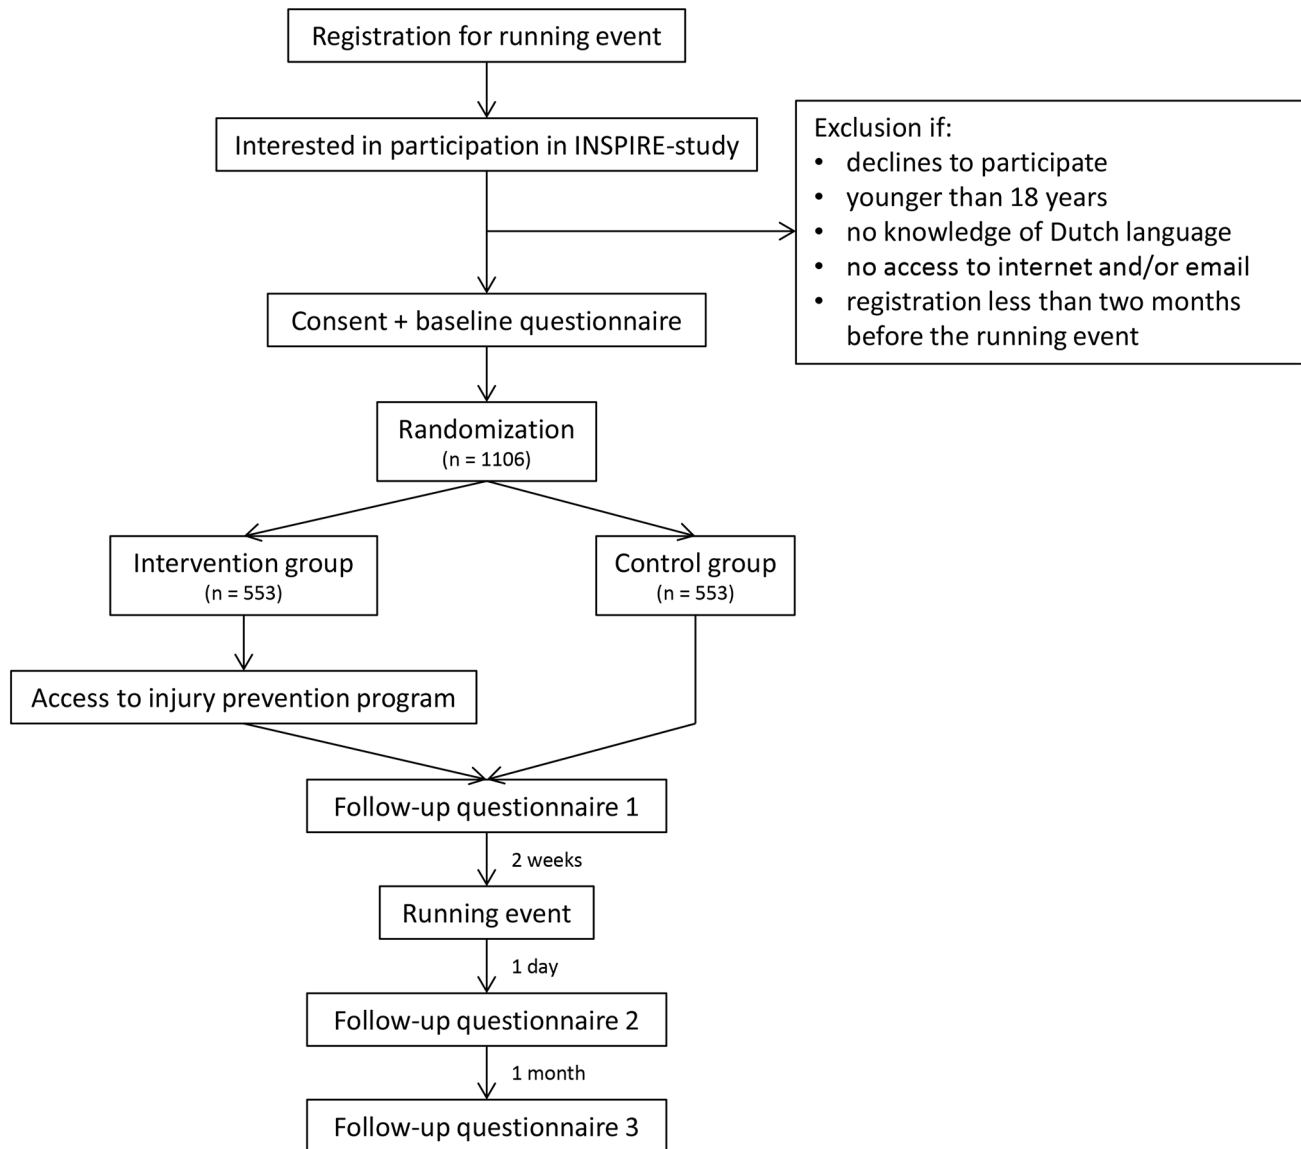 Registration for running event
Interested in participation in INSPIRE-study
Exclusion if:
• declines to participate
• younger than 18 years
• no knowledge of Dutch language
• no access to internet and/or email
• registration less than two months
before the running event
Consent + baseline questionnaire
Randomization
(n = 1106)
Intervention group
(n = 553)
Control group
(n = 553)
Access to injury prevention program
Follow-up questionnaire 1
2 weeks
Running event
1 day
Follow-up questionnaire 2
1 month
Follow-up questionnaire 3